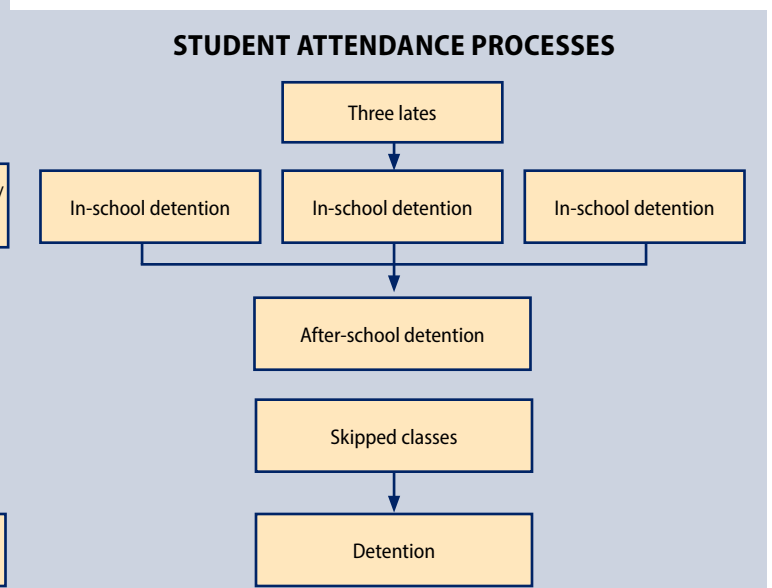 STUDENT ATTENDANCE PROCESSES
Three lates
In-school detention
In-school detention
In-school detention
After-school detention
Skipped classes
Detention